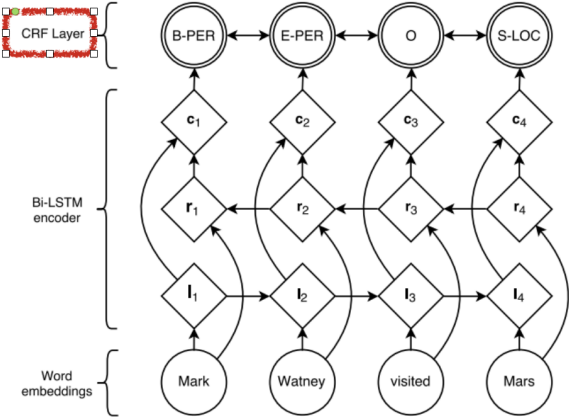 CRF Layer
B-PER
E-PER
O
S-LOC
c1
c2
c3
c4
Bi-LSTM
encoder
r1
r2
r3
r4
l1
l2
l3
l4
Word
embeddings
Mark
Watney
visited
Mars